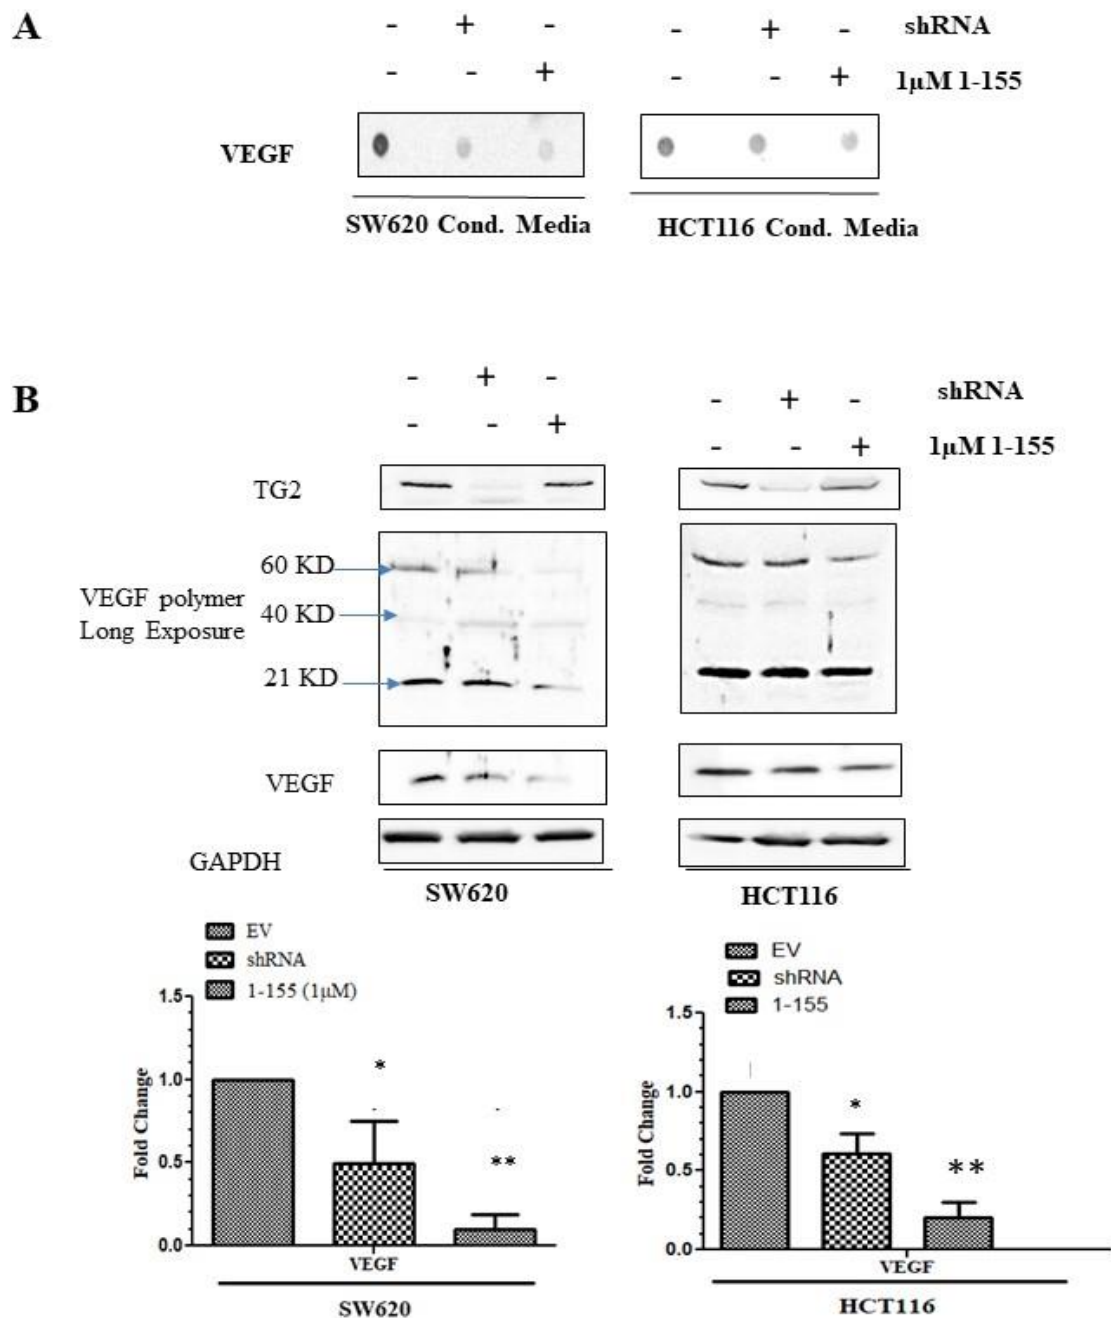 A
- + - - + - shRNA
- - + - - + 1μM 1-155
VEGF
SW620 Cond. Media HCT116 Cond. Media
B
- + - - + - shRNA
- - + - - + 1μM 1-155
TG2
60 KD
VEGF polymer
40 KD
Long Exposure
21 KD
VEGF
GAPDH
SW620 HCT116
EV
shRNA
1-155 (1μM)
1.5
1.0
0.5
0.0
Fold Change
*
**
VEGF
SW620
EV
shRNA
1-155
1.5
1.0
0.5
0.0
Fold Change
*
**
VEGF
HCT116